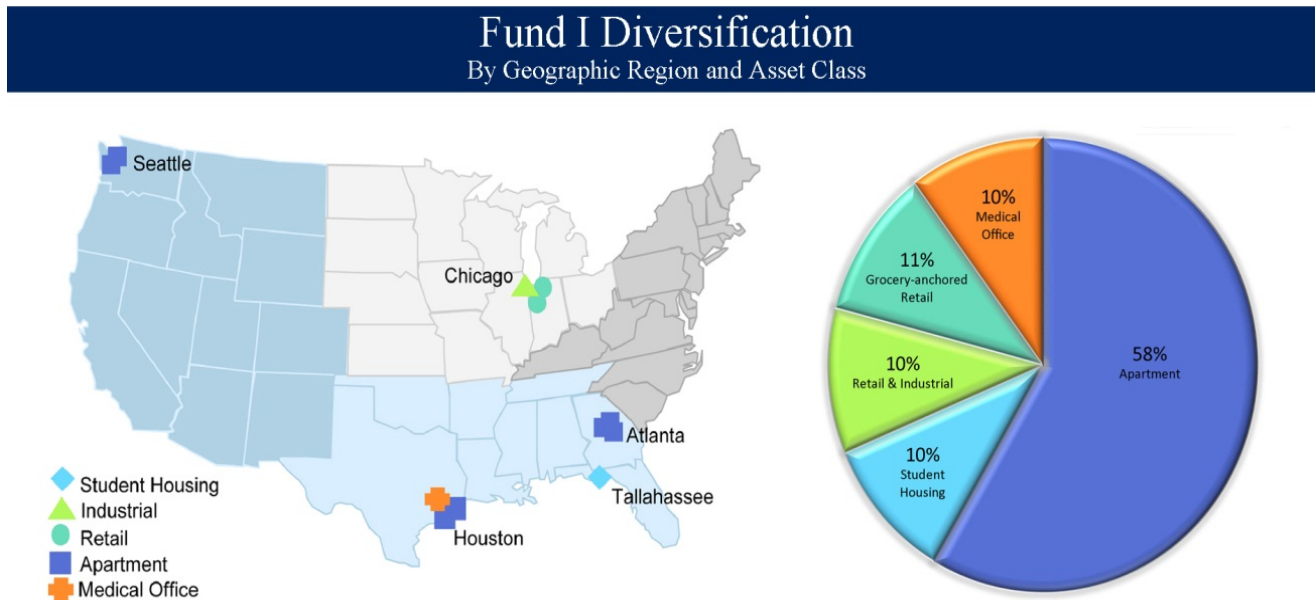 Fund I Diversification
By Geographic Region and Asset Class
Seattle
Chicago
Atlanta
Tallahassee
Houston
Student Housing
Industrial
Retail
Apartment
Medical Office
10%
Medical
Office
11%
Grocery-anchored
Retail
10%
Retail & Industrial
10%
Student
Housing
58%
Apartment